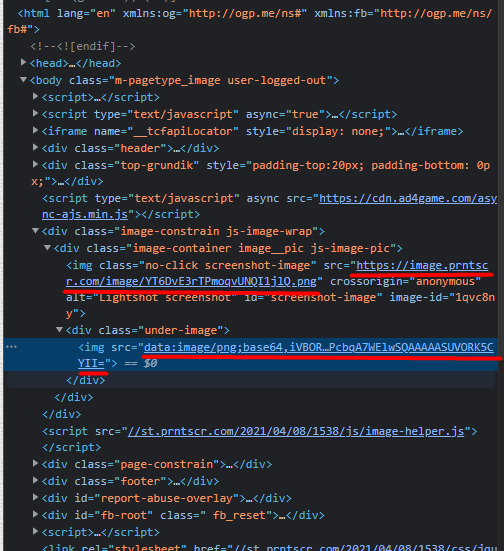 <html lang="en" xmlns:og="http://ogp.me/ns#" xmlns:fb="http://ogp.me/ns/
fb#">
<!--<![endif]-->
<head>…</head>
<body class="m-pagetype_image user-logged-out">
<script>…</script>
<script type="text/javascript" async="true">…</script>
<iframe name="__tcfapiLocator" style="display: none;">…</iframe>
<div class="header">…</div>
<div class="top-grundik" style="padding-top:20px; padding-bottom: 0p
x;">…</div>
<script type="text/javascript" async src="https://cdn.ad4game.com/asy
nc-ajs.min.js"></script>
<div class="image-constrain js-image-wrap">
<div class="image-container image__pic js-image-pic">
<img class="no-click screenshot-image" src="https://image.prntsc
r.com/image/YT6DvE3rTPmoqvUNQI1jlQ.png" crossorigin="anonymous"
alt="Lightshot screenshot" id="screenshot-image" image-id="1qvc8n
y">
<div class="under-image">
… <img src="data:image/png;base64,iVBOR…PcbqA7WElwSQAAAAASUVORK5C
YII="> == $0
</div>
</div>
</div>
<script src="//st.prntscr.com/2021/04/08/1538/js/image-helper.js">
</script>
<div class="page-constrain">…</div>
<div class="footer">…</div>
<div id="report-abuse-overlay">…</div>
<div id="fb-root" class=" fb_reset">…</div>
<script>…</script>
<link rel="stylesheet" href="//st.prntscr.com/2021/04/08/1538/css/jqu